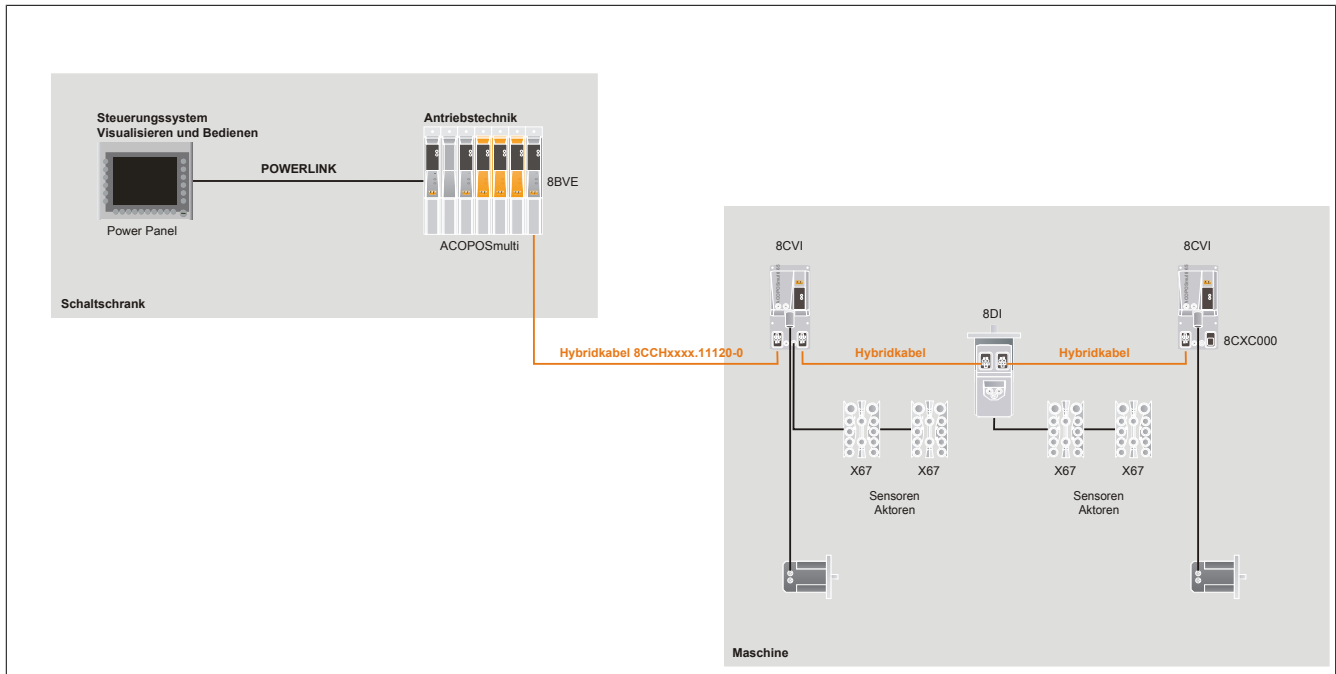 Steuerungssystem
Visualisieren und Bedienen
Antriebstechnik
POWERLINK
8BVE
Power Panel
ACOPOSmulti
Schaltschrank
8CVI
8CVI
8DI
8CXC000
Hybridkabel 8CCHxxxx.11120-0
Hybridkabel
Hybridkabel
X67
X67
X67
X67
Sensoren
Aktoren
Sensoren
Aktoren
Maschine